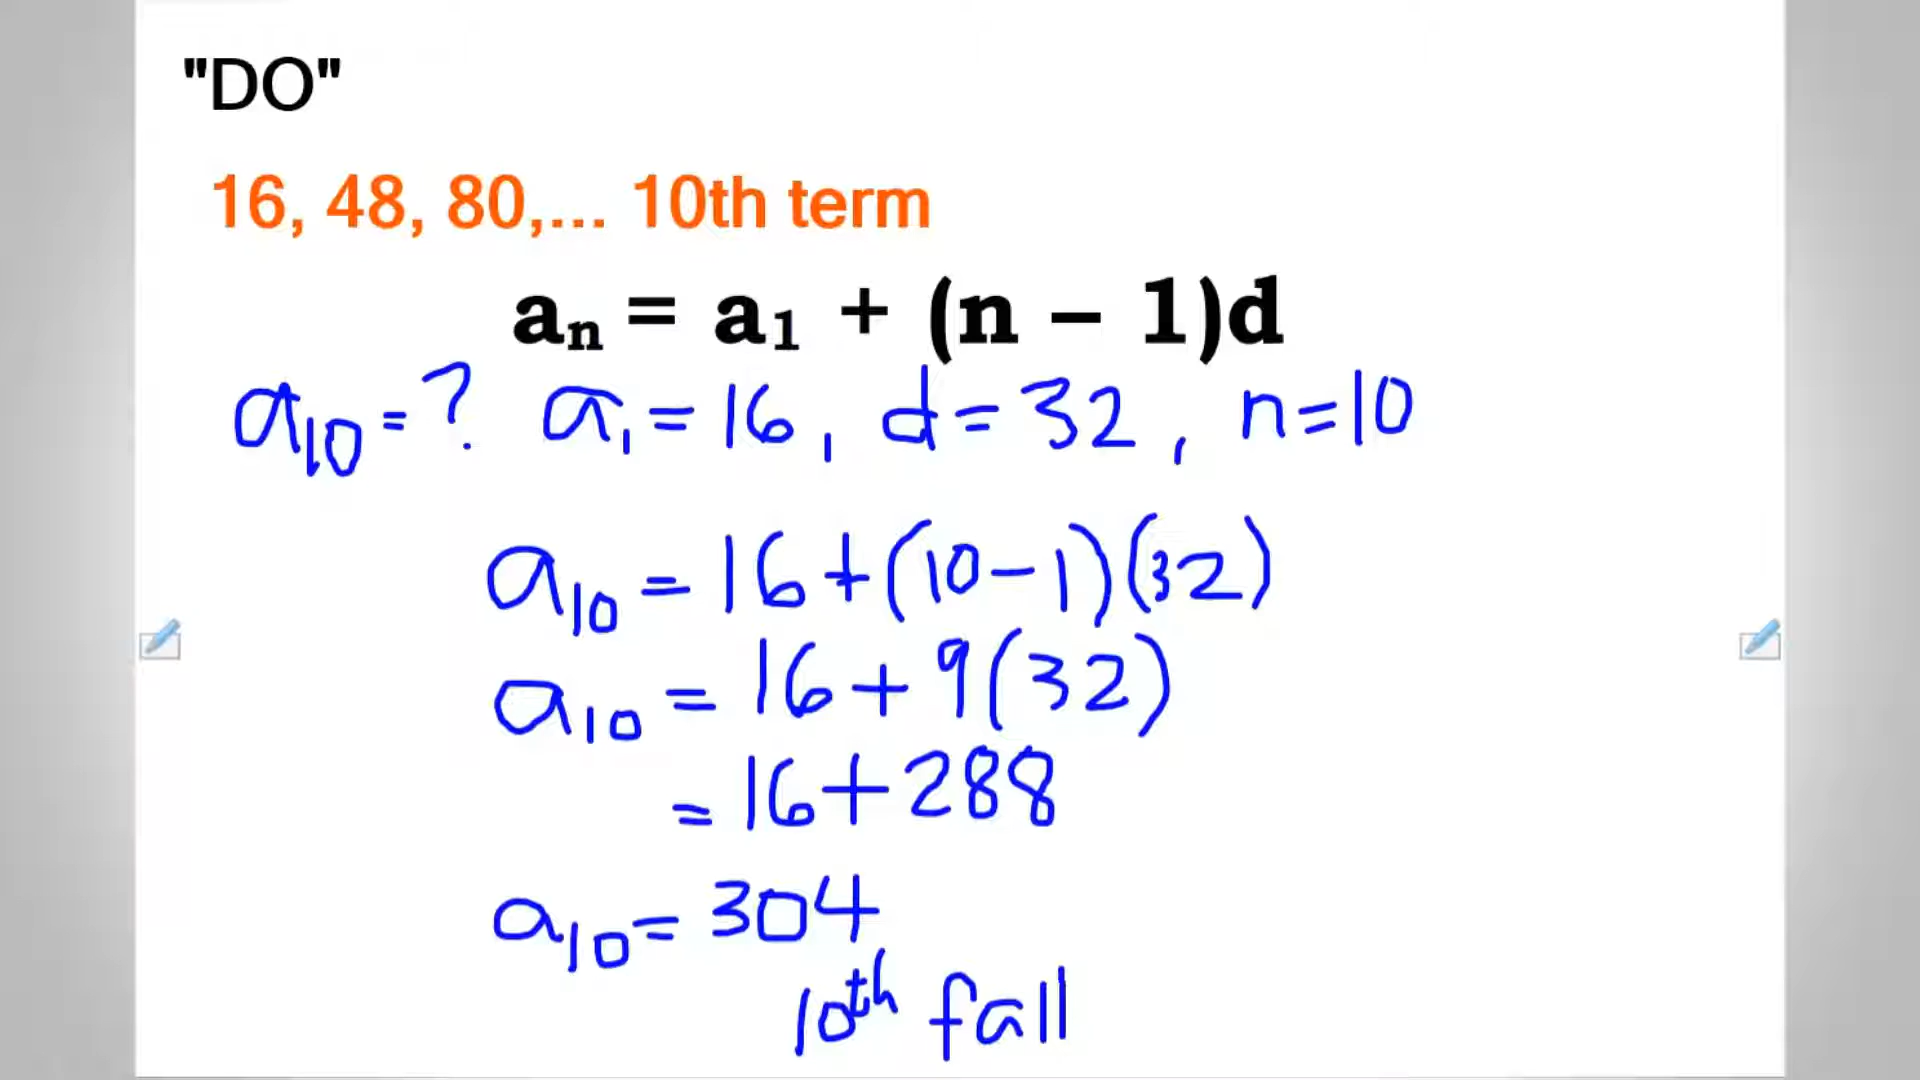 "DO"
16, 48, 80,... 10th term
aₙ = a₁ + (n – 1)d
a₁₀ = ? a₁ = 16, d = 32, n = 10
a₁₀ = 16 + (10 - 1)(32)
a₁₀ = 16 + 9(32)
= 16 + 288
a₁₀ = 304
10ᵗʰ fall